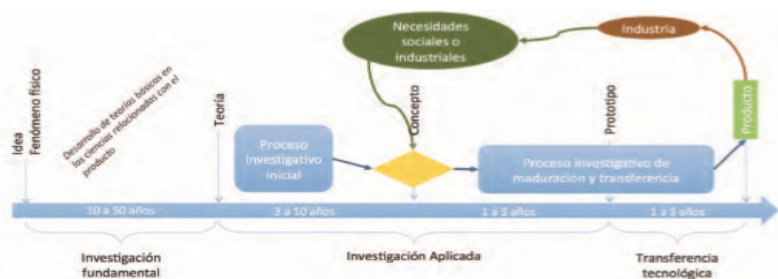 Necesidades
sociales o
industriales
Industria
Idea
Fenómeno físico
Desarrollo de teorías básicas en
las ciencias relacionadas con el
producto
Teoría
Proceso
investigativo
inicial
Concepto
Prototipo
Proceso investigativo de
maduración y transferencia
Producto
10 a 50 años
3 a 10 años
1 a 3 años
1 a 5 años
Investigación
fundamental
Investigación Aplicada
Transferencia
tecnológica